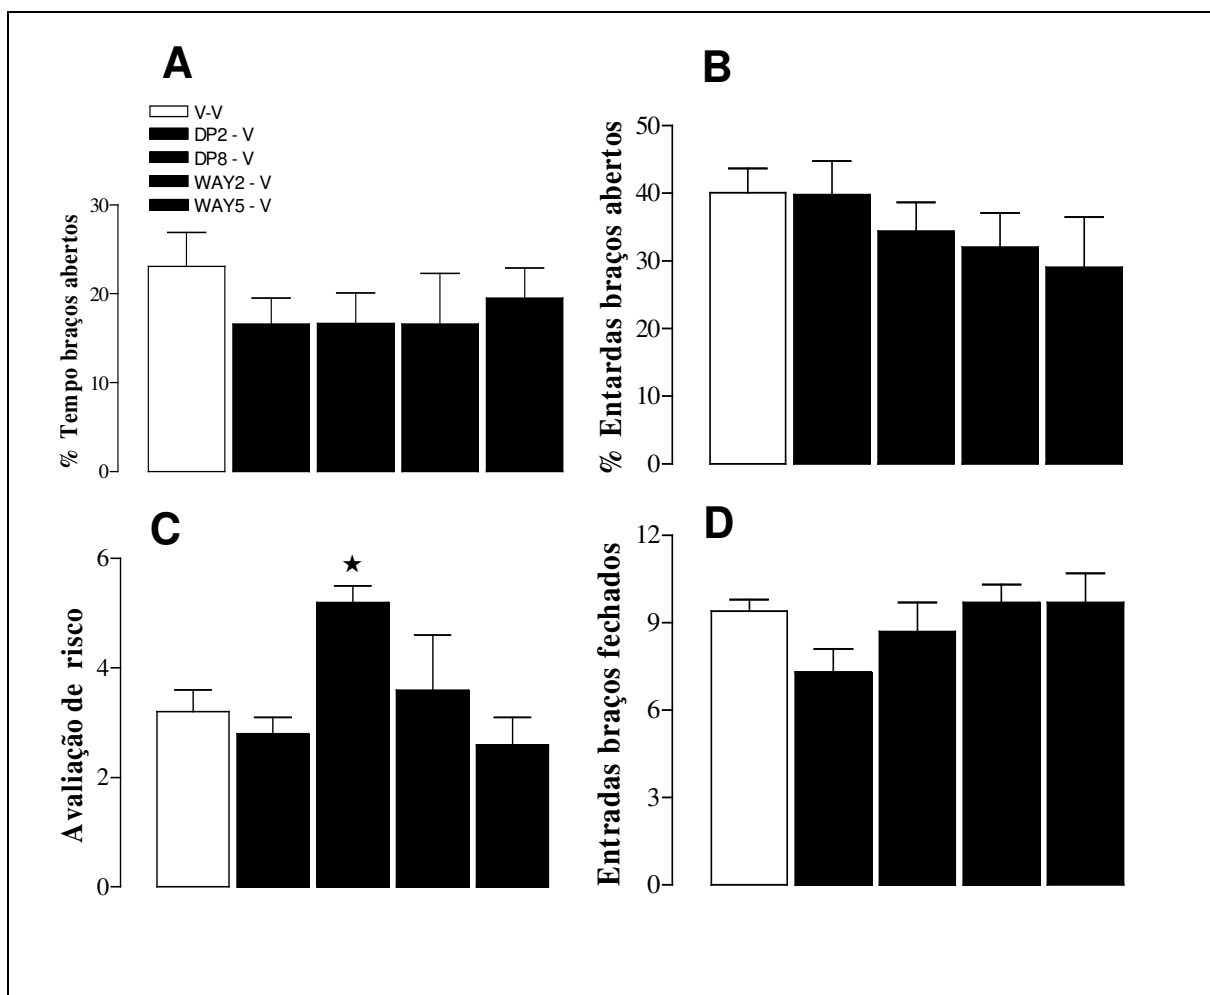 A
V-V
DP2 - V
DP8 - V
WAY2 - V
WAY5 - V
% Tempo braços abertos
30
20
10
0
B
% Entardas braços abertos
50
40
30
20
10
0
C
Avaliação de risco
6
4
2
0
★
D
Entradas braços fechados
12
9
6
3
0